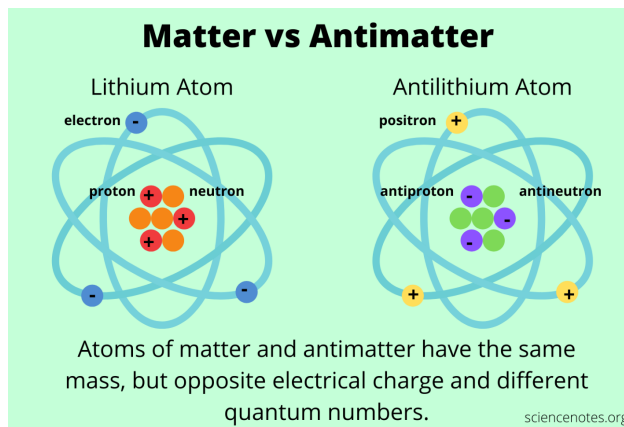 Matter vs Antimatter
Lithium Atom
Antilithium Atom
electron -
positron +
proton + neutron
antiproton - antineutron
+
-
+
-
- -
+ +
Atoms of matter and antimatter have the same
mass, but opposite electrical charge and different
quantum numbers.
sciencenotes.org